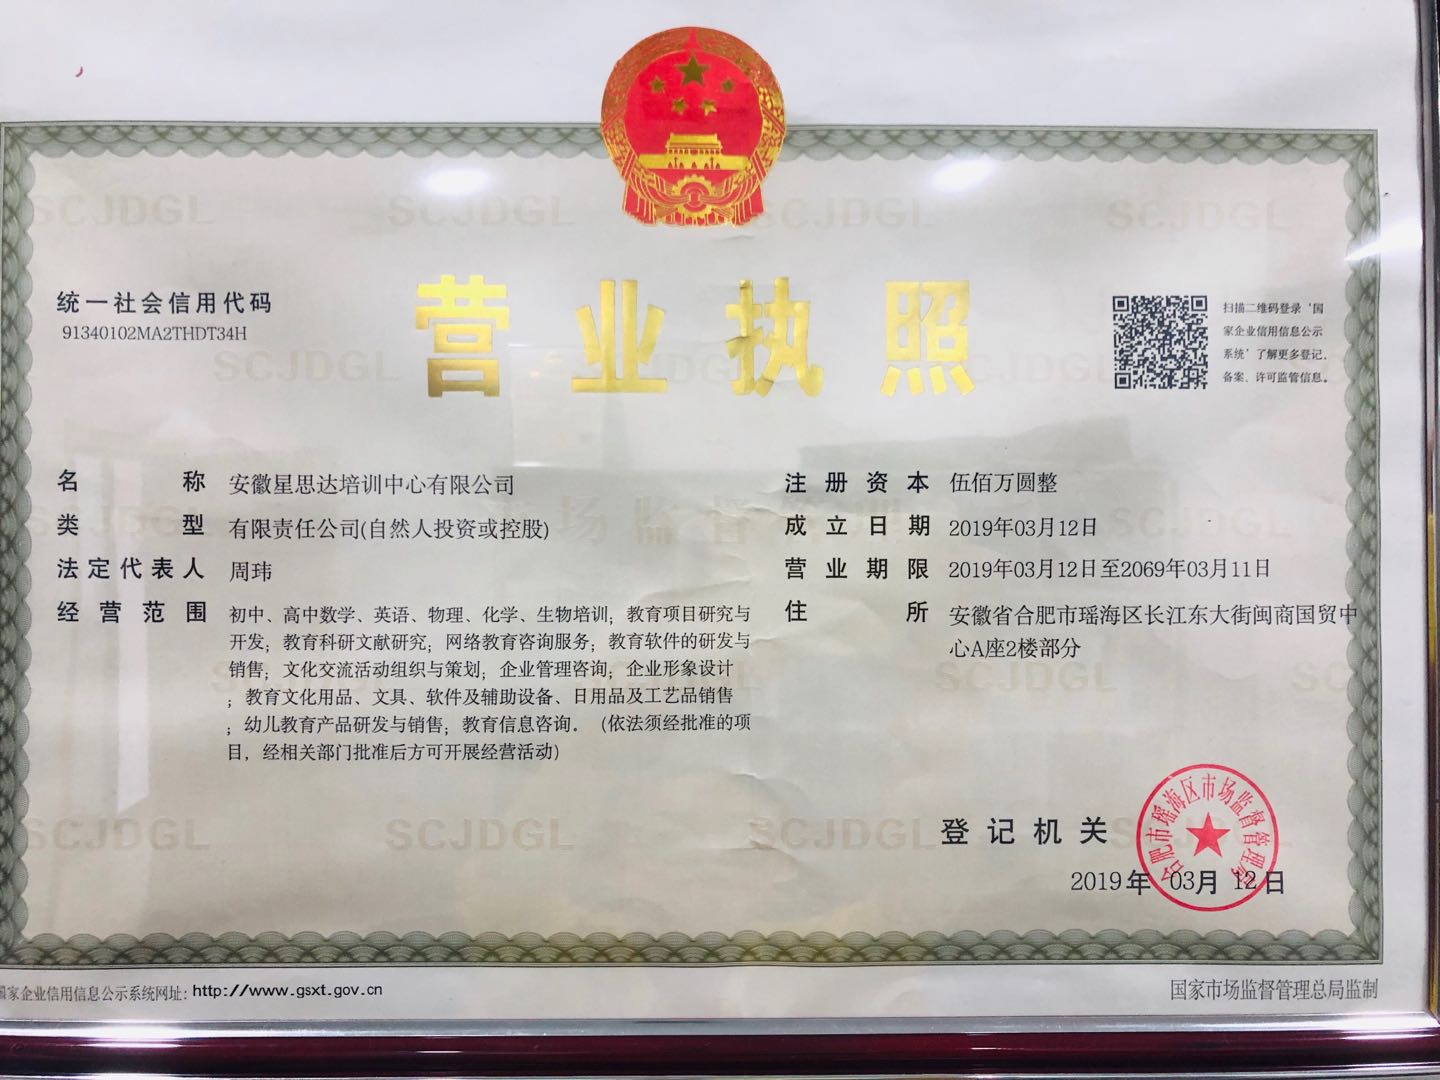 统一社会信用代码
91340102MA2THDT34H
营业执照
扫描二维码登录‘国
家企业信用信息公示
系统’了解更多登记、
备案、许可监管信息。
名称 安徽星思达培训中心有限公司
类型 有限责任公司(自然人投资或控股)
法定代表人 周玮
经营范围 初中、高中数学、英语、物理、化学、生物培训；教育项目研究与
开发；教育科研文献研究；网络教育咨询服务；教育软件的研发与
销售；文化交流活动组织与策划；企业管理咨询；企业形象设计
；教育文化用品、文具、软件及辅助设备、日用品及工艺品销售
；幼儿教育产品研发与销售；教育信息咨询。（依法须经批准的项
目，经相关部门批准后方可开展经营活动）
注册资本 伍佰万圆整
成立日期 2019年03月12日
营业期限 2019年03月12日至2069年03月11日
住所 安徽省合肥市瑶海区长江东大街闽商国贸中
心A座2楼部分
登记机关
合肥市瑶海区市场监督管理局
2019年03月12日
国家企业信用信息公示系统网址：http://www.gsxt.gov.cn
国家市场监督管理总局监制
SCJDGL